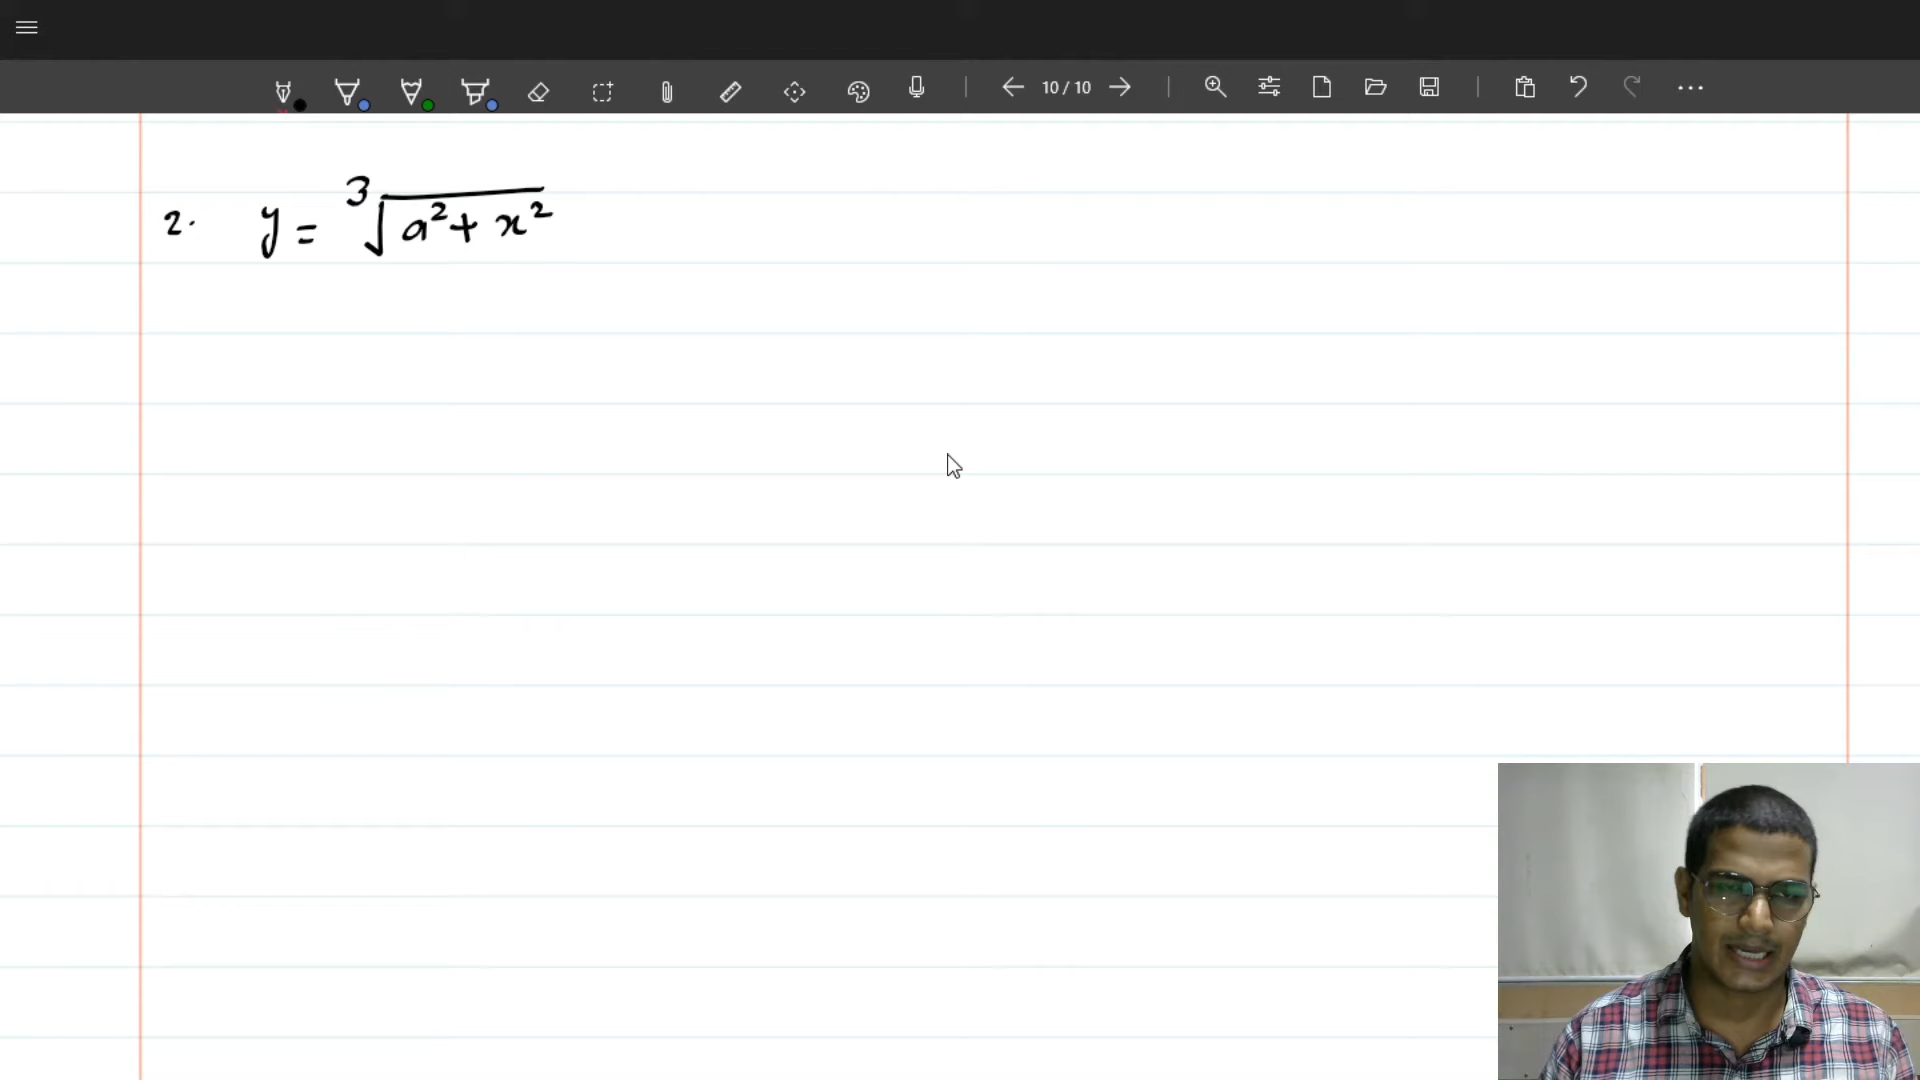 10 / 10
2. y = ³√(a² + x²)